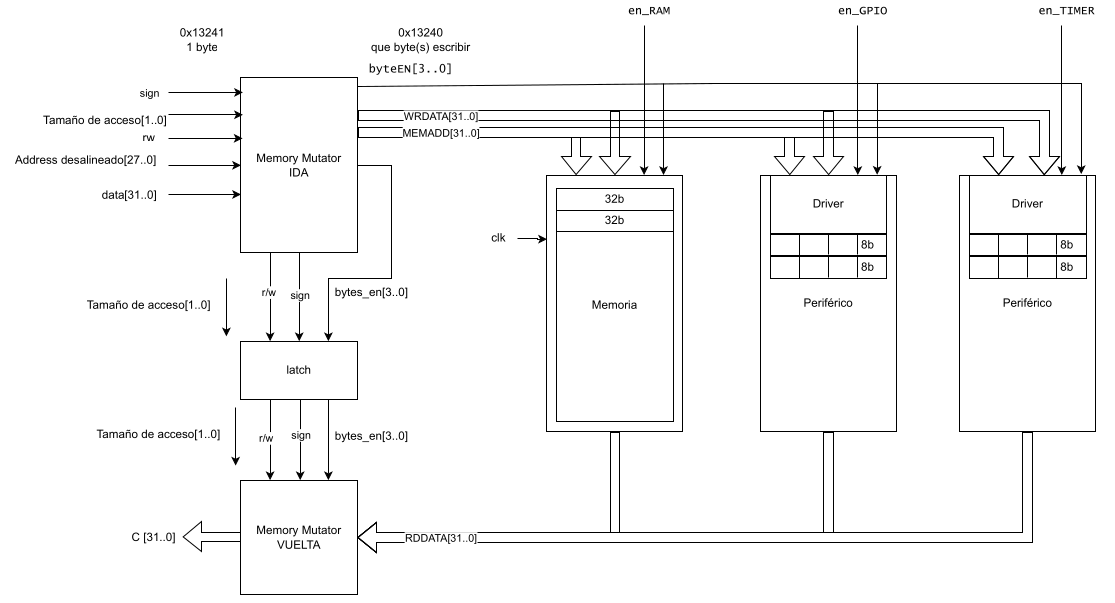 en_RAM
en_GPIO
en_TIMER
0x13241
1 byte
0x13240
que byte(s) escribir
byteEN[3..0]
sign
Tamaño de acceso[1..0]
rw
Address desalineado[27..0]
data[31..0]
Memory Mutator
IDA
WRDATA[31..0]
MEMADD[31..0]
32b
32b
clk
Memoria
Driver
8b
8b
Periférico
Driver
8b
8b
Periférico
Tamaño de acceso[1..0]
r/w
sign
bytes_en[3..0]
latch
Tamaño de acceso[1..0]
r/w
sign
bytes_en[3..0]
C [31..0]
Memory Mutator
VUELTA
RDDATA[31..0]